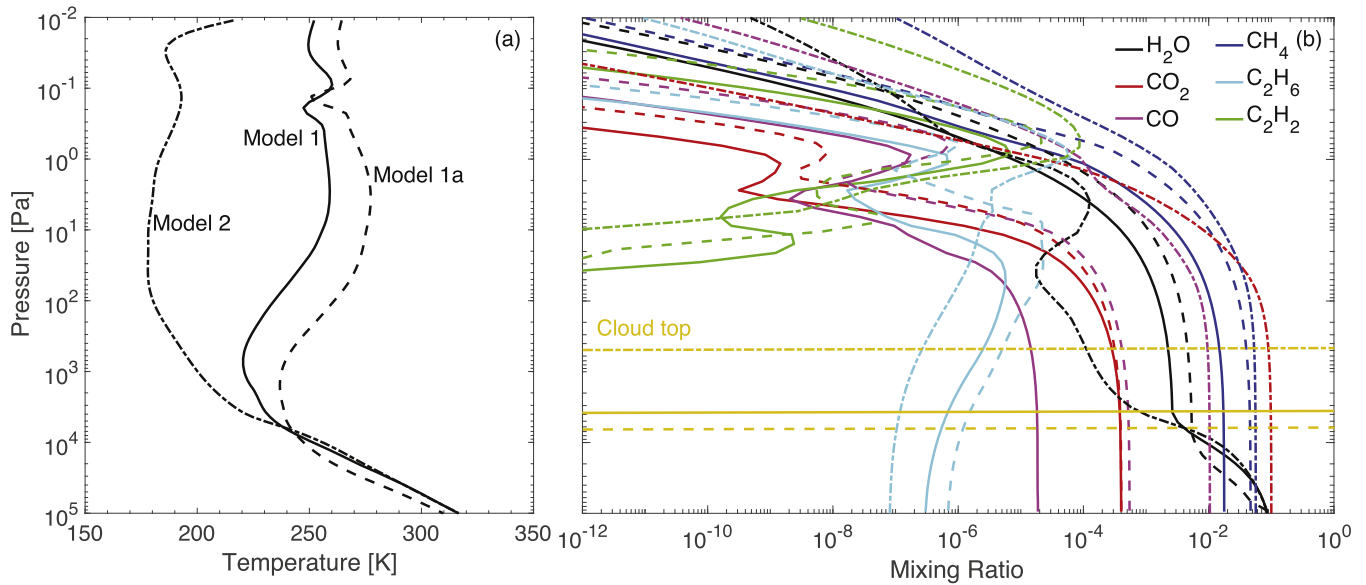 (a)
Model 1
Model 1a
Model 2
Pressure [Pa]
10^-2
10^-1
10^0
10^1
10^2
10^3
10^4
10^5
150 200 250 300 350
Temperature [K]
(b)
H2O CH4
CO2 C2H6
CO C2H2
Cloud top
10^-12 10^-10 10^-8 10^-6 10^-4 10^-2 10^0
Mixing Ratio